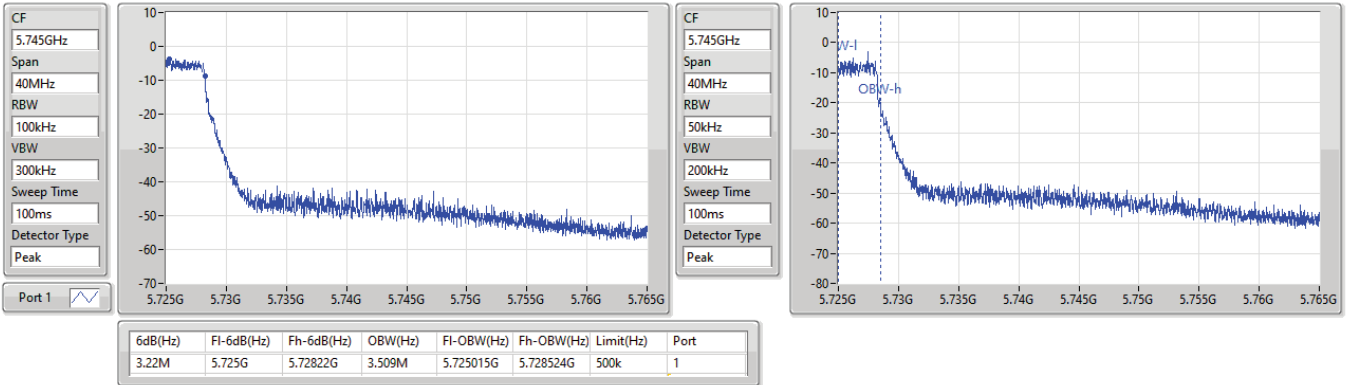 CF
5.745GHz
Span
40MHz
RBW
100kHz
VBW
300kHz
Sweep Time
100ms
Detector Type
Peak
Port 1
10
0
-10
-20
-30
-40
-50
-60
-70
5.725G 5.73G 5.735G 5.74G 5.745G 5.75G 5.755G 5.76G 5.765G
CF
5.745GHz
Span
40MHz
RBW
50kHz
VBW
200kHz
Sweep Time
100ms
Detector Type
Peak
10
0
-10
-20
-30
-40
-50
-60
-70
-80
W-l
OBW-h
5.725G 5.73G 5.735G 5.74G 5.745G 5.75G 5.755G 5.76G 5.765G
6dB(Hz) Fl-6dB(Hz) Fh-6dB(Hz) OBW(Hz) Fl-OBW(Hz) Fh-OBW(Hz) Limit(Hz) Port
3.22M 5.725G 5.72822G 3.509M 5.725015G 5.728524G 500k 1